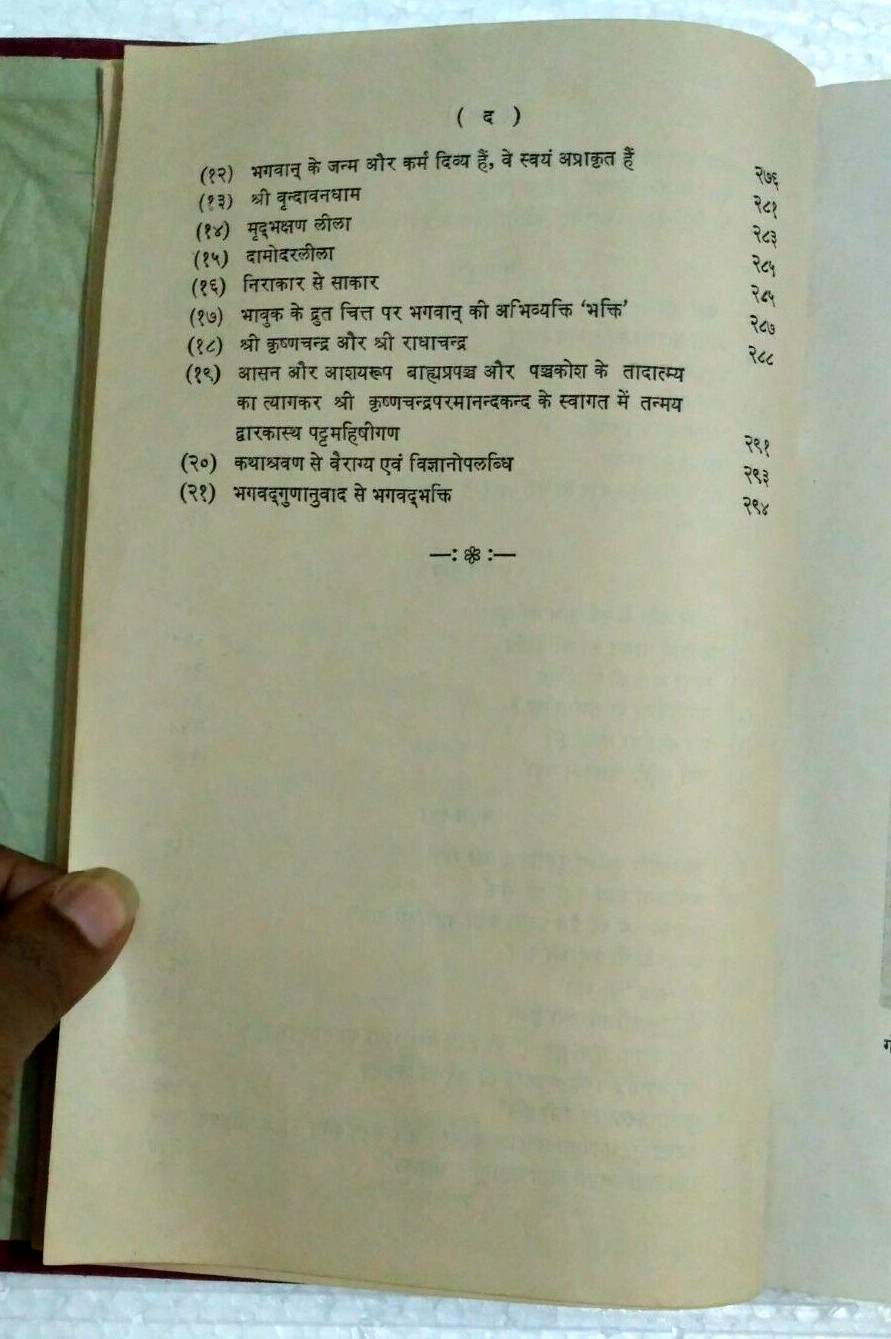 ( द )
(१२) भगवान् के जन्म और कर्म दिव्य हैं, वे स्वयं अप्राकृत हैं २७६
(१३) श्री वृन्दावनधाम २८१
(१४) मृद्भक्षण लीला २८३
(१५) दामोदरलीला २८५
(१६) निराकार से साकार २८५
(१७) भावुक के द्रुत चित्त पर भगवान् की अभिव्यक्ति ‘भक्ति’ २८७
(१८) श्री कृष्णचन्द्र और श्री राधाचन्द्र २८८
(१९) आसन और आशयरूप बाह्यप्रपञ्च और पञ्चकोश के तादात्म्य
का त्यागकर श्री कृष्णचन्द्रपरमानन्दकन्द के स्वागत में तन्मय
द्वारकास्थ पट्टमहिषीगण २९१
(२०) कथाश्रवण से वैराग्य एवं विज्ञानोपलब्धि २९३
(२१) भगवद्गुणानुवाद से भगवद्भक्ति २९४